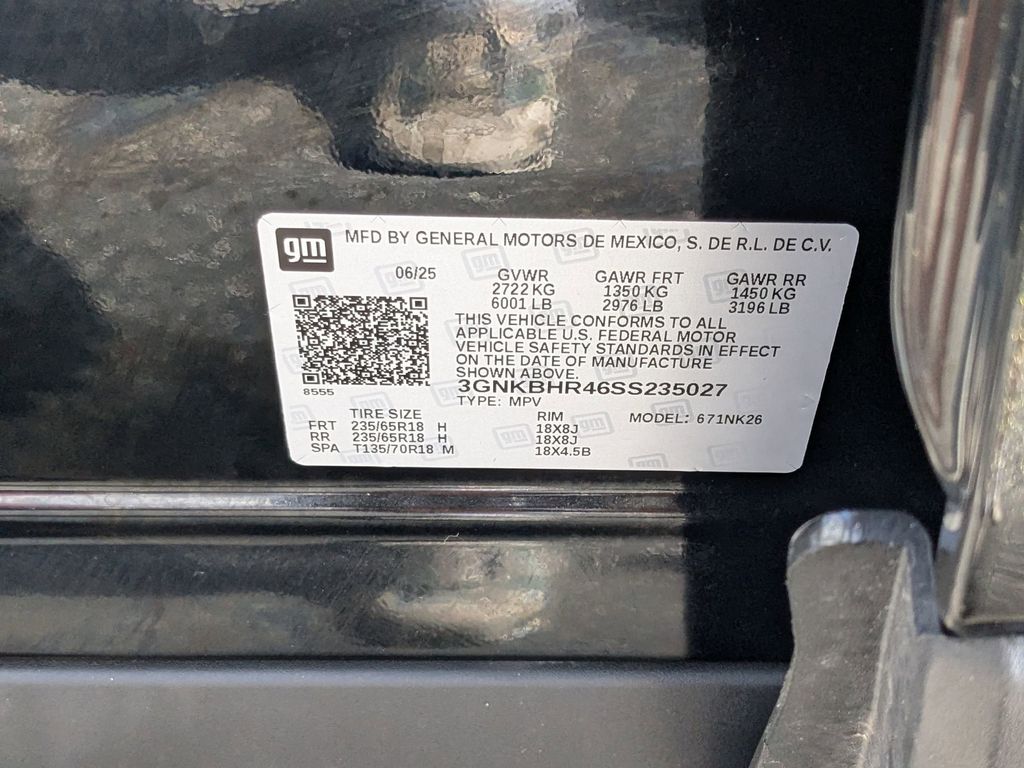 gm MFD BY GENERAL MOTORS DE MEXICO, S. DE R.L. DE C.V.
06/25 GVWR GAWR FRT GAWR RR
2722 KG 1350 KG 1450 KG
6001 LB 2976 LB 3196 LB
THIS VEHICLE CONFORMS TO ALL
APPLICABLE U.S. FEDERAL MOTOR
VEHICLE SAFETY STANDARDS IN EFFECT
ON THE DATE OF MANUFACTURE
SHOWN ABOVE.
8555
3GNKBHR46SS235027
TYPE: MPV MODEL: 671NK26
TIRE SIZE RIM
FRT 235/65R18 H 18X8J
RR 235/65R18 H 18X8J
SPA T135/70R18 M 18X4.5B